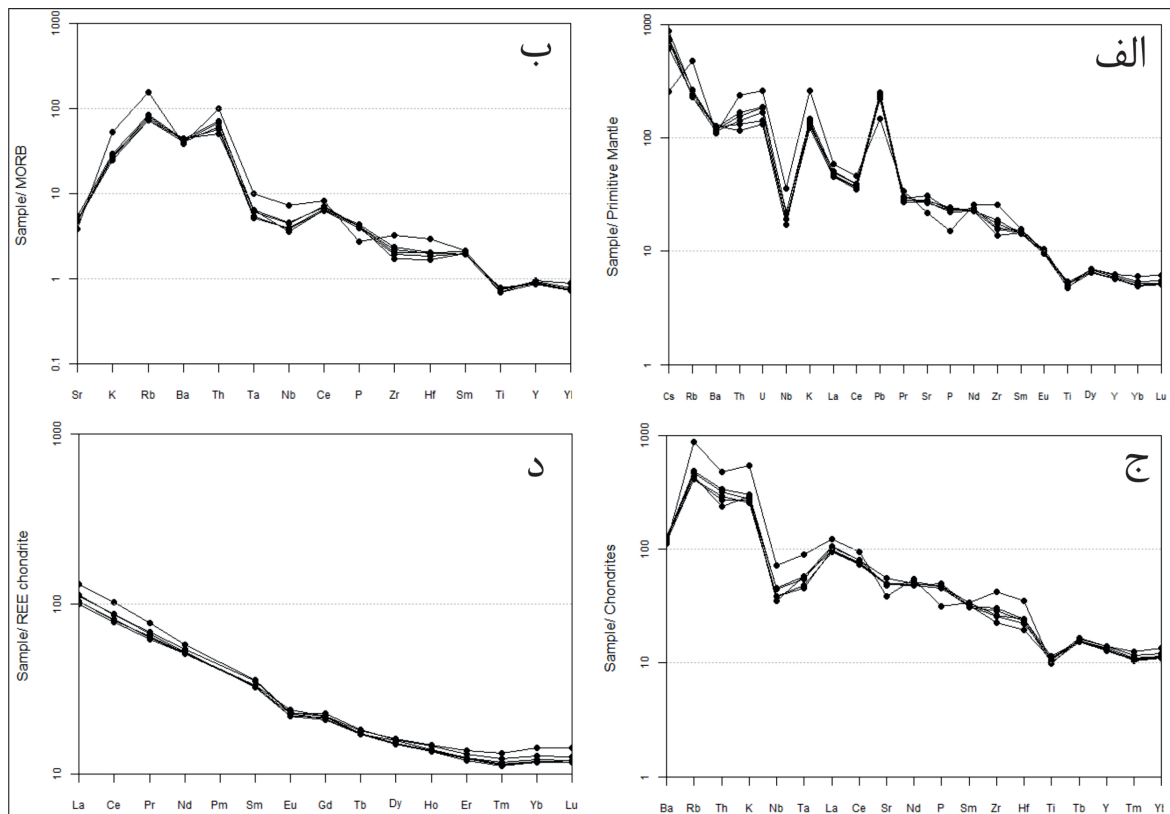 ب
Sample/ MORB
1000
100
10
1
0.1
Sr K Rb Ba Th Ta Nb Ce P Zr Hf Sm Ti Y Yb
الف
Sample/ Primitive Mantle
1000
100
10
1
Cs Rb Ba Th U Nb K La Ce Pb Pr Sr P Nd Zr Sm Eu Ti Dy Y Yb Lu
د
Sample/ REE chondrite
1000
100
10
La Ce Pr Nd Pm Sm Eu Gd Tb Dy Ho Er Tm Yb Lu
ج
Sample/ Chondrites
1000
100
10
1
Ba Rb Th K Nb Ta La Ce Sr Nd P Sm Zr Hf Ti Tb Y Tm Yb